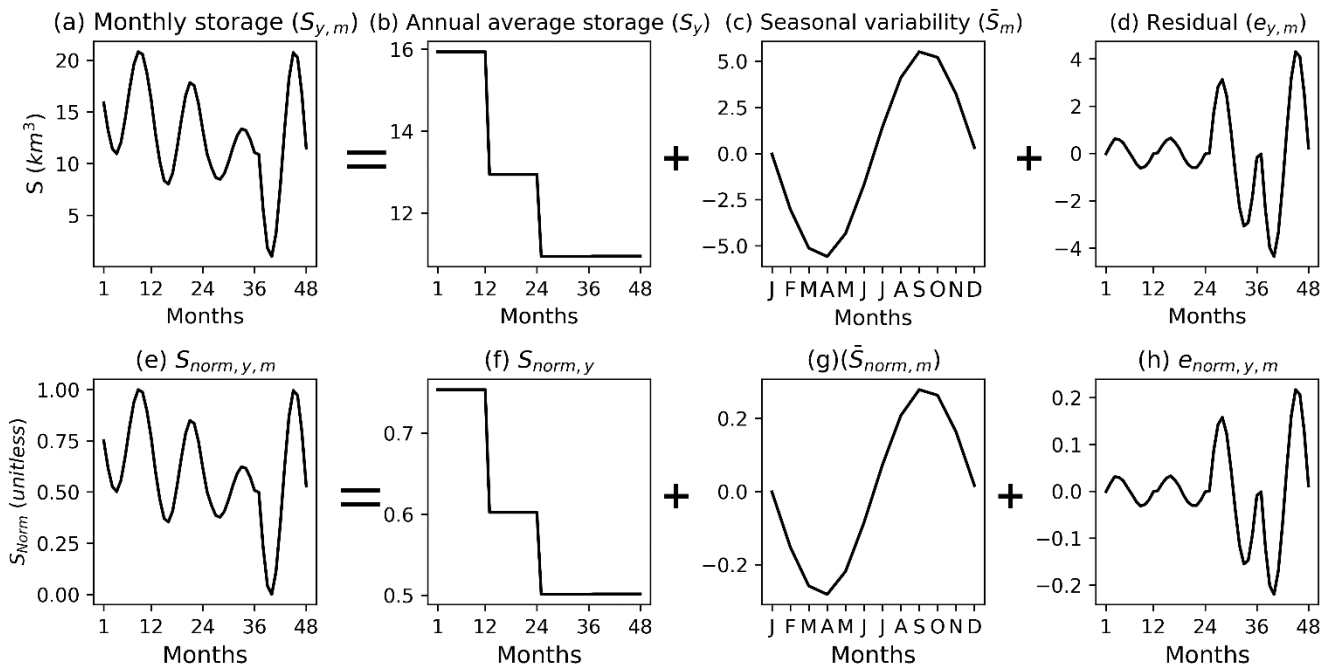 (a) Monthly storage (S_{y,m})
(b) Annual average storage (S_y)
(c) Seasonal variability (S̄_m)
(d) Residual (e_{y,m})
S (km³)
20
15
10
5
1 12 24 36 48
Months
=
16
14
12
1 12 24 36 48
Months
+
5.0
2.5
0.0
−2.5
−5.0
J F M A M J J A S O N D
Months
+
4
2
0
−2
−4
1 12 24 36 48
Months
(e) S_{norm,y,m}
(f) S_{norm,y}
(g)(S̄_{norm,m})
(h) e_{norm,y,m}
S_{Norm} (unitless)
1.00
0.75
0.50
0.25
0.00
1 12 24 36 48
Months
=
0.7
0.6
0.5
1 12 24 36 48
Months
+
0.2
0.0
−0.2
J F M A M J J A S O N D
Months
+
0.2
0.1
0.0
−0.1
−0.2
1 12 24 36 48
Months